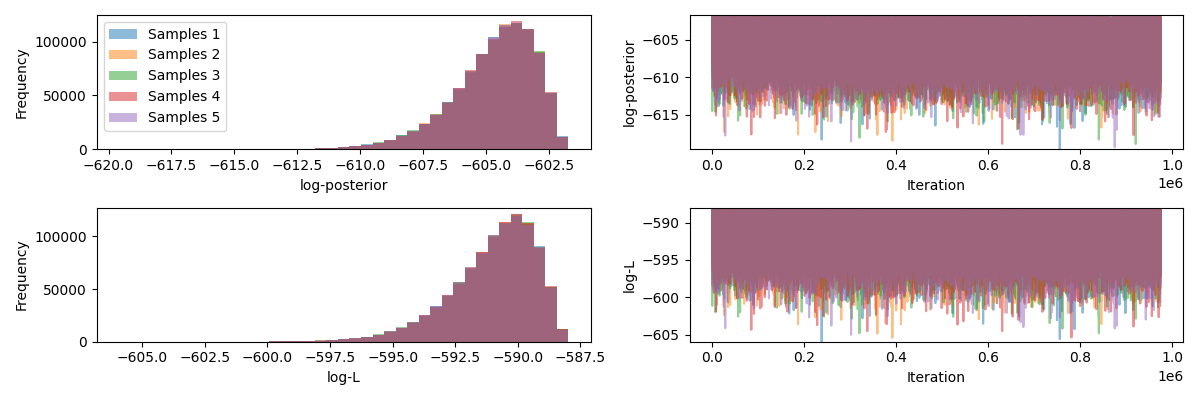 100000
50000
0
Frequency
Samples 1
Samples 2
Samples 3
Samples 4
Samples 5
−620.0 −617.5 −615.0 −612.5 −610.0 −607.5 −605.0 −602.5
log-posterior
−605
−610
−615
log-posterior
0.0 0.2 0.4 0.6 0.8 1.0
1e6
Iteration
100000
50000
0
Frequency
−605.0 −602.5 −600.0 −597.5 −595.0 −592.5 −590.0 −587.5
log-L
−590
−595
−600
−605
log-L
0.0 0.2 0.4 0.6 0.8 1.0
1e6
Iteration